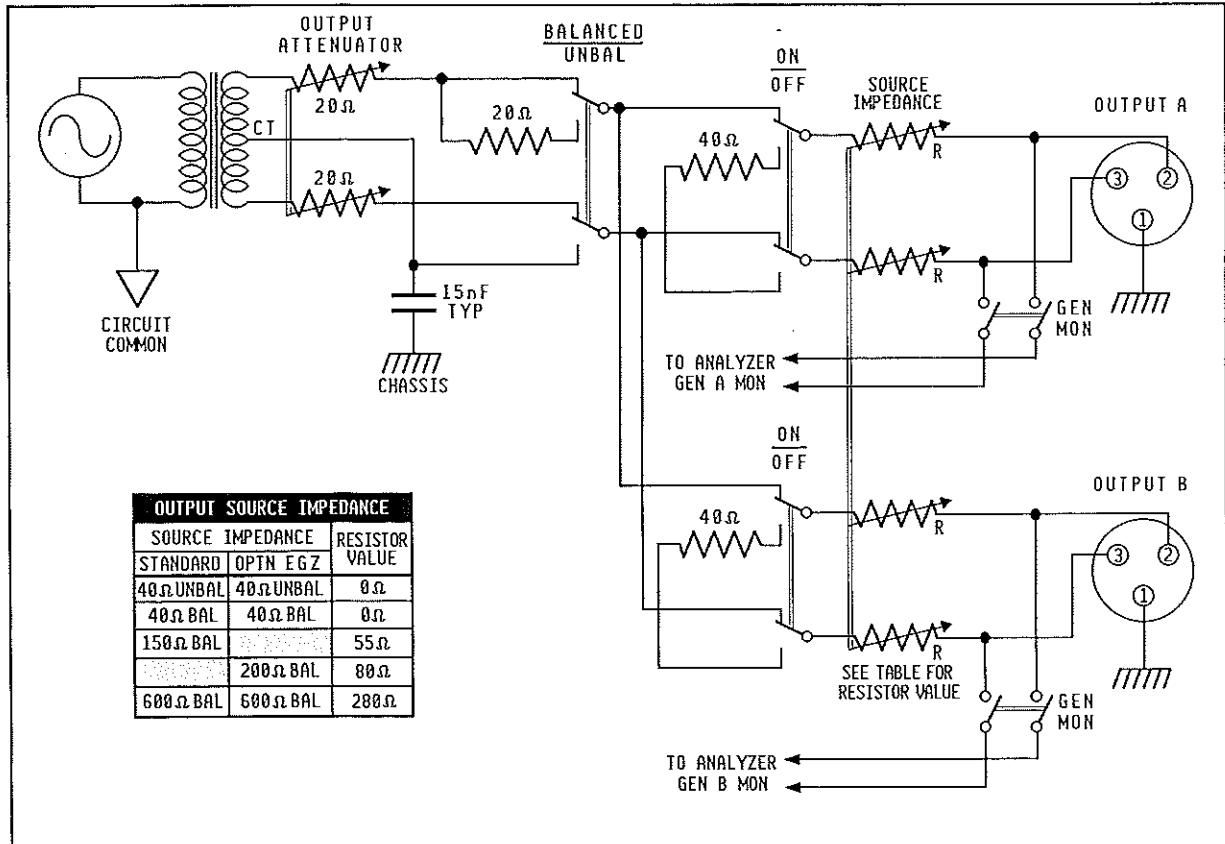 OUTPUT
ATTENUATOR
20Ω
CT
20Ω
20Ω
BALANCED
UNBAL
ON
OFF
40Ω
SOURCE
IMPEDANCE
R
R
OUTPUT A
3
2
1
GEN
MON
TO ANALYZER
GEN A MON
CIRCUIT
COMMON
15nF
TYP
CHASSIS
ON
OFF
40Ω
R
R
SEE TABLE FOR
RESISTOR VALUE
OUTPUT B
3
2
1
GEN
MON
TO ANALYZER
GEN B MON
OUTPUT SOURCE IMPEDANCE
SOURCE IMPEDANCE RESISTOR VALUE
STANDARD OPTN EGZ
40Ω UNBAL 40Ω UNBAL 0Ω
40Ω BAL 40Ω BAL 0Ω
150Ω BAL 55Ω
200Ω BAL 80Ω
600Ω BAL 600Ω BAL 280Ω